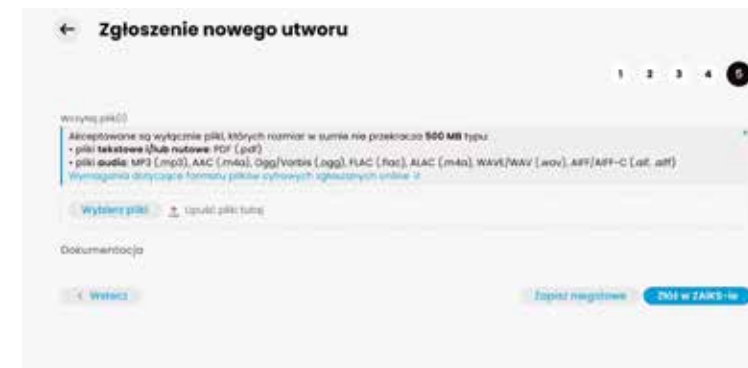 ← Zgłoszenie nowego utworu
1 2 3 4 5
Wczytaj plik(i)
Akceptowane są wyłącznie pliki, których rozmiar w sumie nie przekracza 500 MB typu:
• pliki tekstowe i/lub nutowe: PDF (.pdf)
• pliki audio: MP3 (.mp3), AAC (.m4a), Ogg/Vorbis (.ogg), FLAC (.flac), ALAC (.m4a), WAVE/WAV (.wav), AIFF/AIFF-C (.aif, .aiff)
Wymagania dotyczące formatu plików cyfrowych zgłaszanych online
Wybierz pliki Upuść pliki tutaj
Dokumentacja
< Wstecz Zapisz niegotowe Złóż w ZAiKS-ie